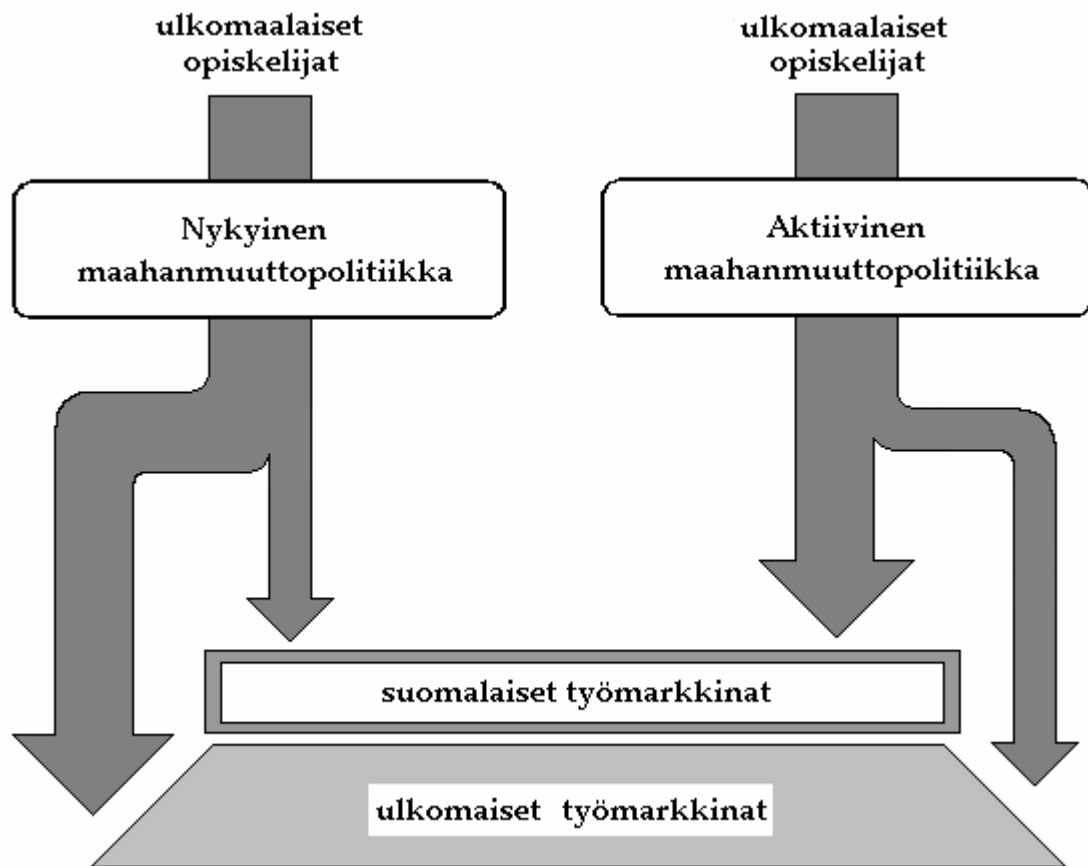 ulkomaalaiset
opiskelijat
ulkomaalaiset
opiskelijat
Nykyinen
maahanmuuttopolitiikka
Aktiivinen
maahanmuuttopolitiikka
suomalaiset työmarkkinat
ulkomaiset työmarkkinat